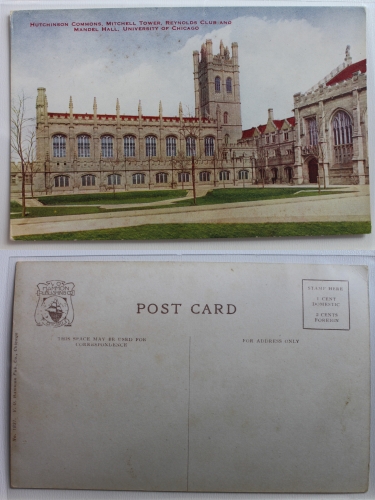 Hutchinson Commons, Mitchell Tower, Reynolds Club and
Mandel Hall, University of Chicago
POST CARD
STAMP HERE
1 CENT
DOMESTIC
2 CENTS
FOREIGN
THIS SPACE MAY BE USED FOR
CORRESPONDENCE
FOR ADDRESS ONLY